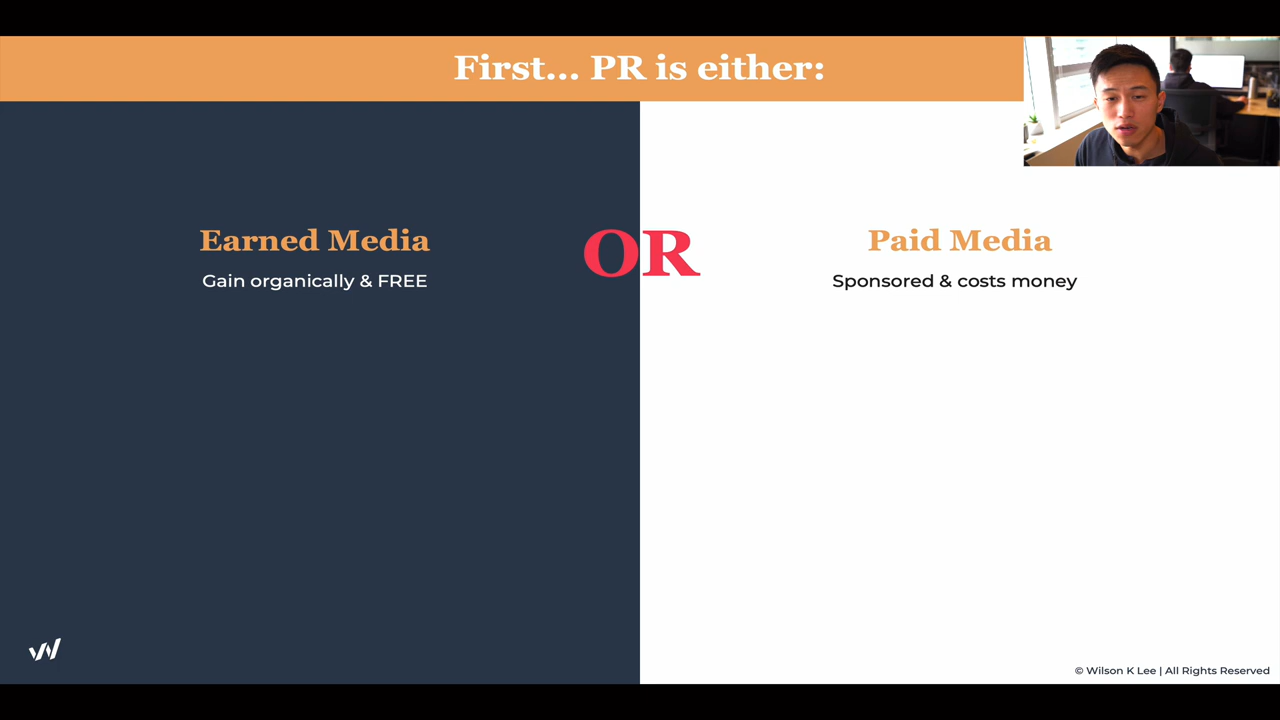 First... PR is either:
Earned Media
Gain organically & FREE
OR
Paid Media
Sponsored & costs money
© Wilson K Lee | All Rights Reserved